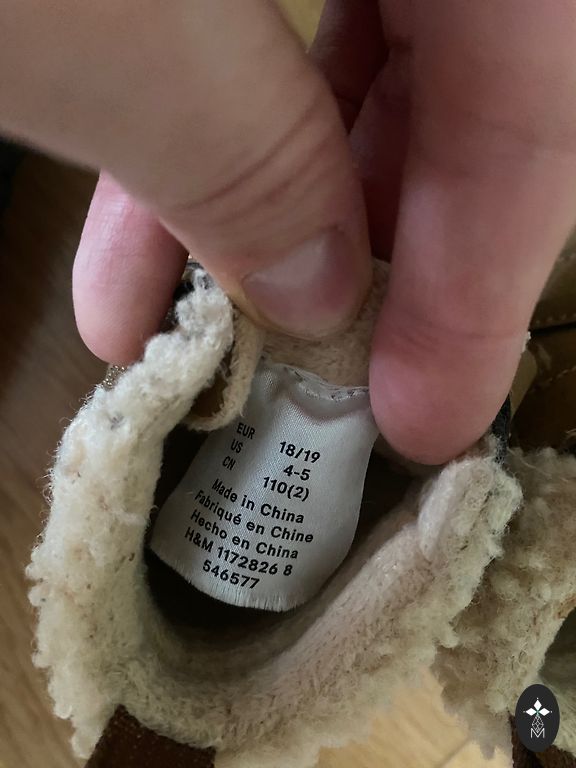 EUR 18/19
US 4-5
CN 110(2)
Made in China
Fabriqué en Chine
Hecho en China
H&M 1172826 8
546577
M